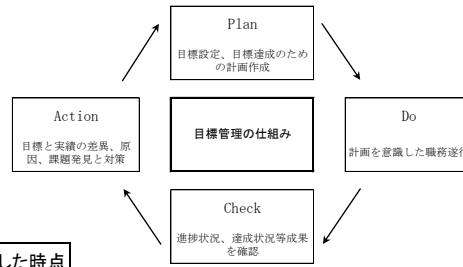 Plan
目標設定、目標達成のため
の計画作成
Action
目標と実績の差異、原
因、課題発見と対策
目標管理の仕組み
Do
計画を意識した職務遂行
Check
進捗状況、達成状況等成果
を確認
した時点